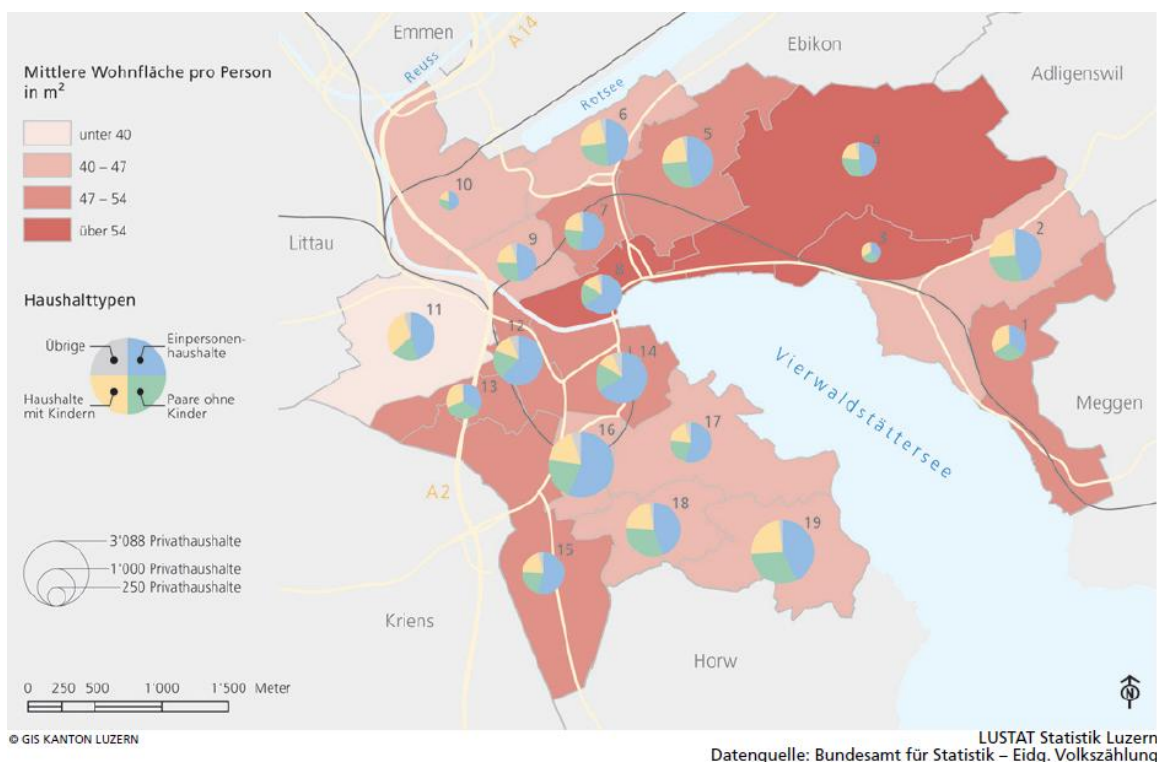 Mittlere Wohnfläche pro Person
in m²
unter 40
40 – 47
47 – 54
über 54
Haushalttypen
Übrige
Einpersonen-
haushalte
Haushalte
mit Kindern
Paare ohne
Kinder
3'088 Privathaushalte
1'000 Privathaushalte
250 Privathaushalte
0 250 500 1'000 1'500 Meter
Emmen
A14
Reuss
Ebikon
Rotsee
Adligenswil
6
5
4
10
7
2
9
3
Littau
8
11
1
12
14
13
Vierwaldstättersee
Meggen
16
17
A2
18
19
15
Kriens
Horw
N
© GIS KANTON LUZERN
LUSTAT Statistik Luzern
Datenquelle: Bundesamt für Statistik – Eidg. Volkszählung